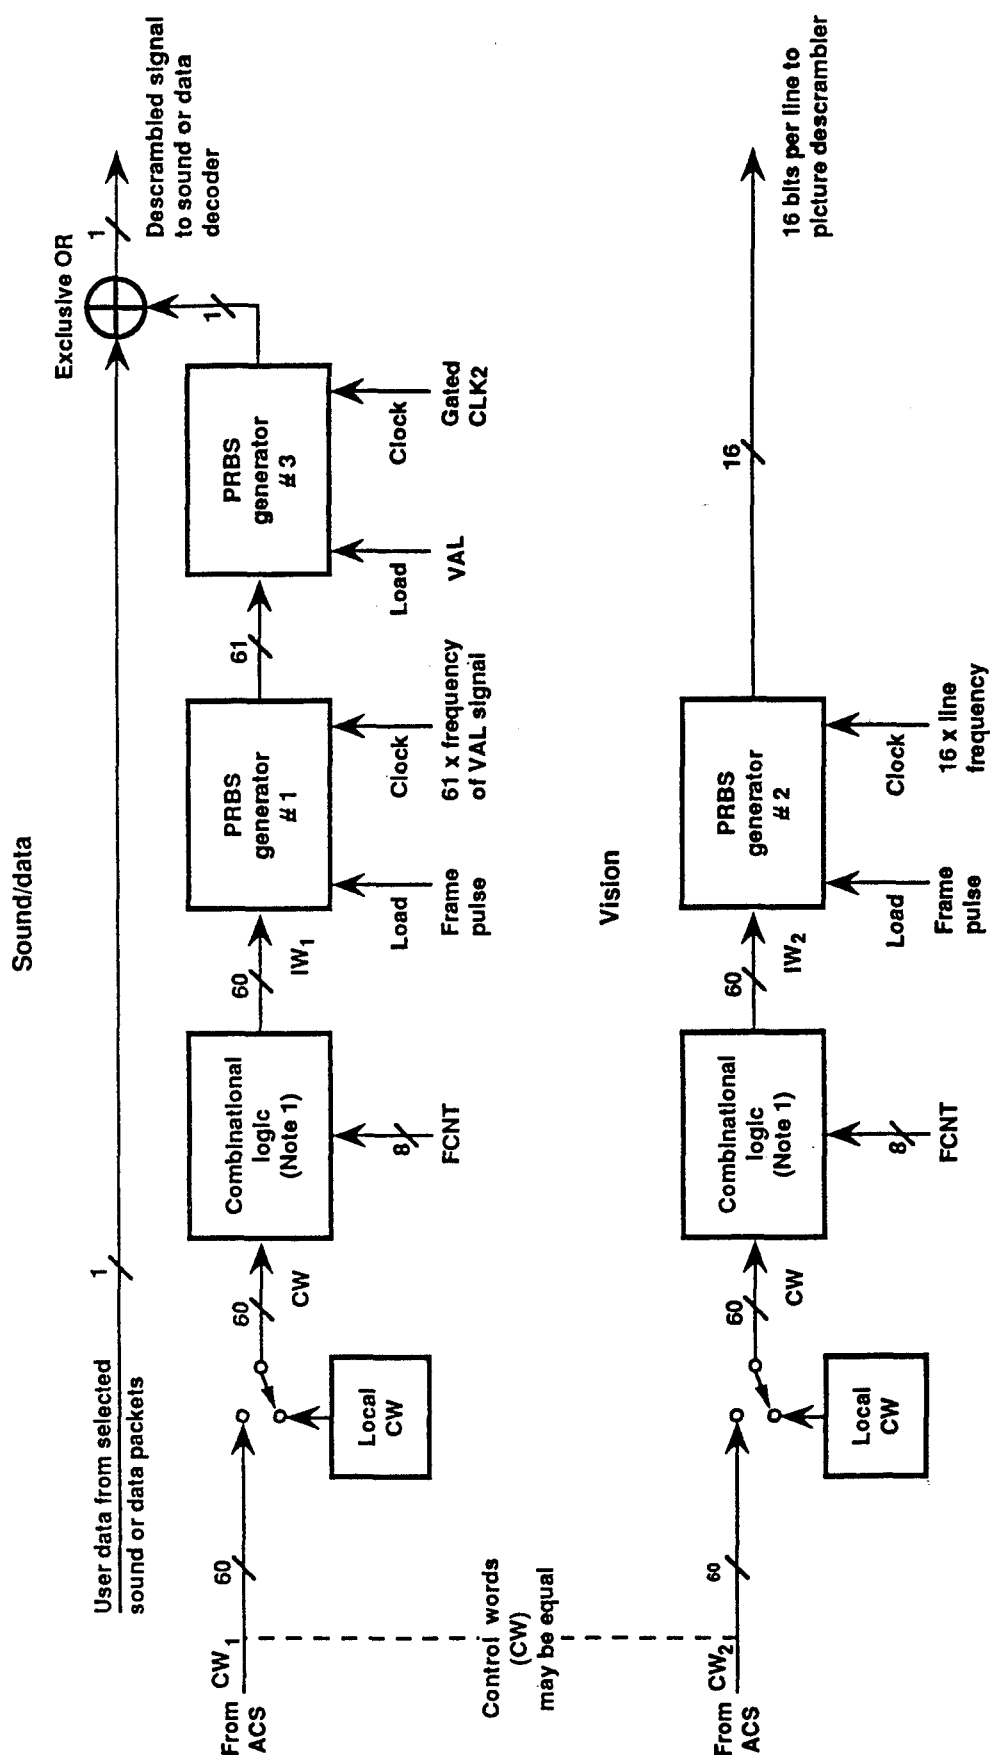 Sound/data
User data from selected
sound or data packets
1
Exclusive OR
1
Descrambled signal
to sound or data
decoder
From
ACS
CW1
60
Local
CW
60
CW
Combinational
logic
(Note 1)
8
FCNT
60
IW1
PRBS
generator
#1
Load
Frame
pulse
Clock
61 x frequency
of VAL signal
61
PRBS
generator
#3
Load
VAL
Clock
Gated
CLK2
1
Control words
(CW)
may be equal
Vision
From
ACS
CW2
60
Local
CW
60
CW
Combinational
logic
(Note 1)
8
FCNT
60
IW2
PRBS
generator
#2
Load
Frame
pulse
Clock
16 x line
frequency
16
16 bits per line to
picture descrambler